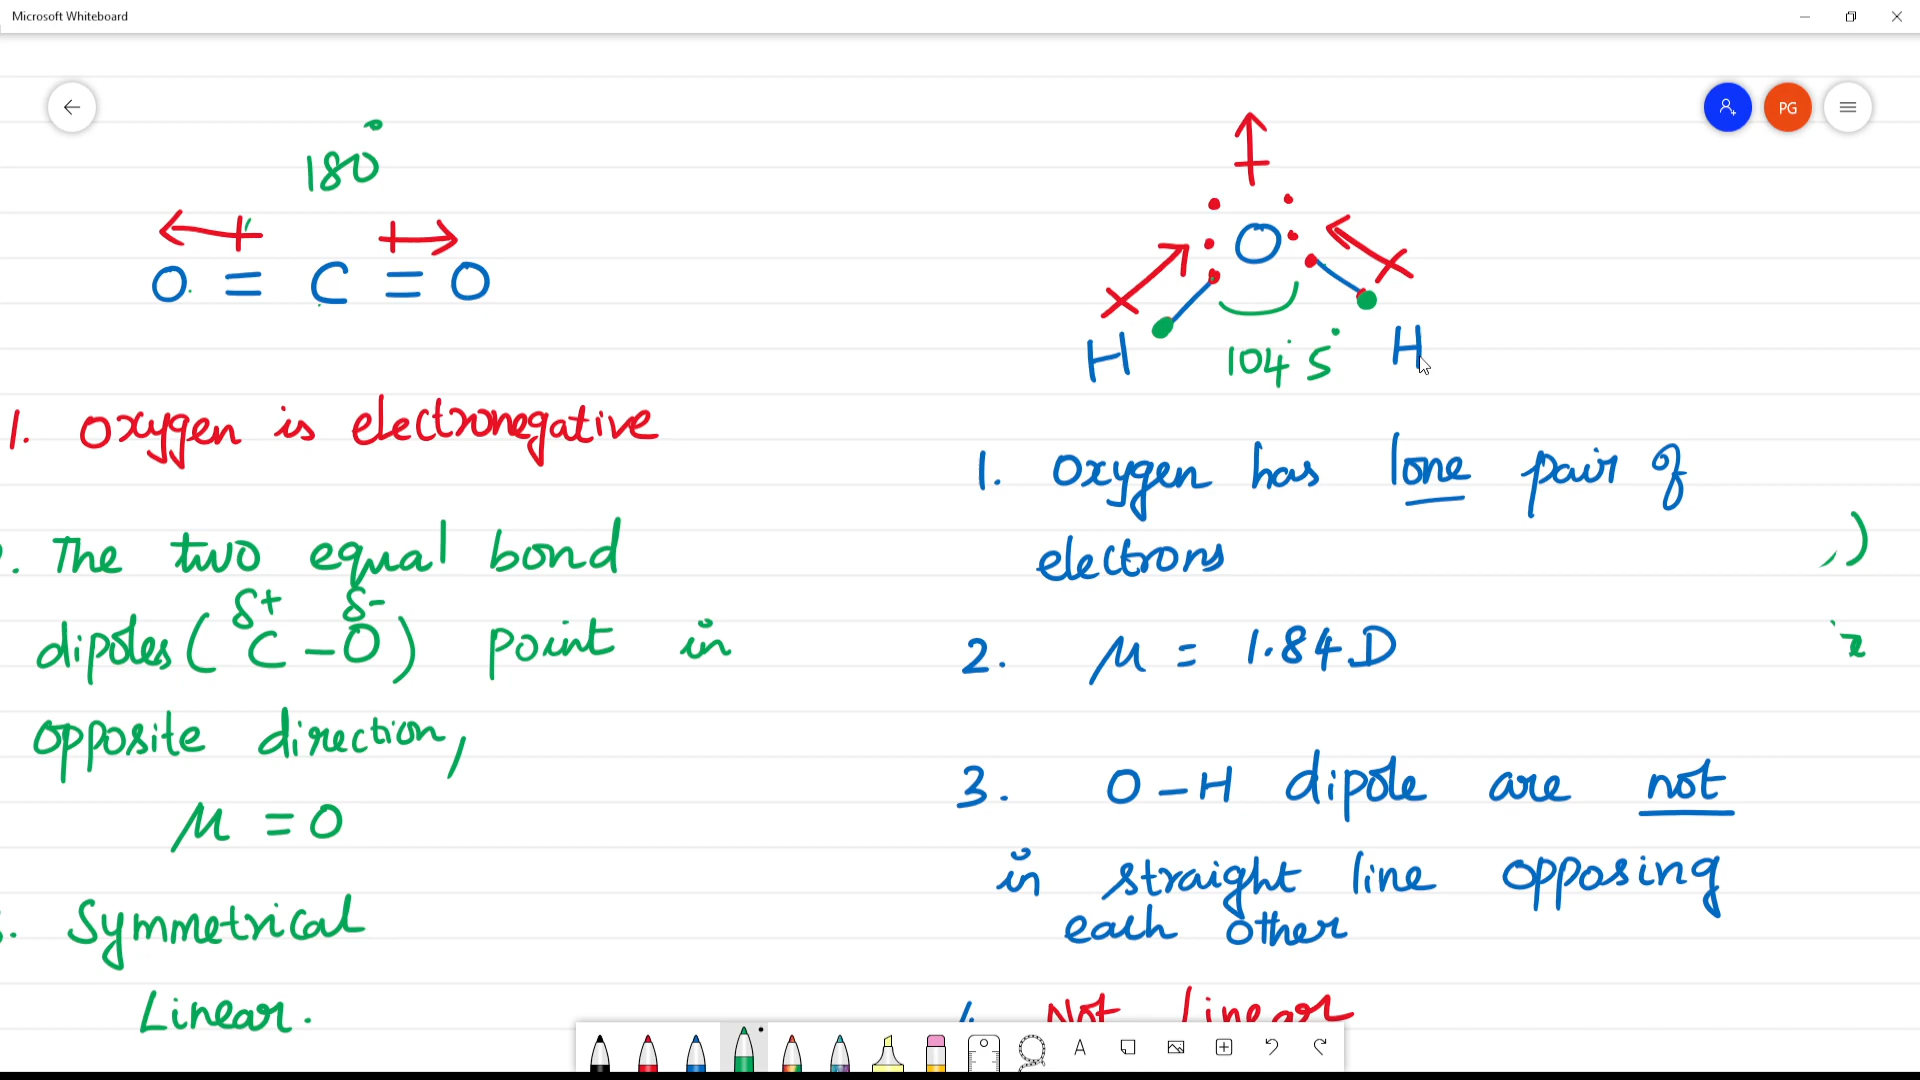 Microsoft Whiteboard
PG
180°
O = C = O
1. Oxygen is electronegative
. The two equal bond
δ+ δ-
dipoles ( C - O ) point in
opposite direction,
μ = 0
. Symmetrical
Linear.
O
H 104.5° H
1. Oxygen has lone pair of
electrons
2. μ = 1.84 D
3. O - H dipole are not
in straight line opposing
each other
Not Linear
A